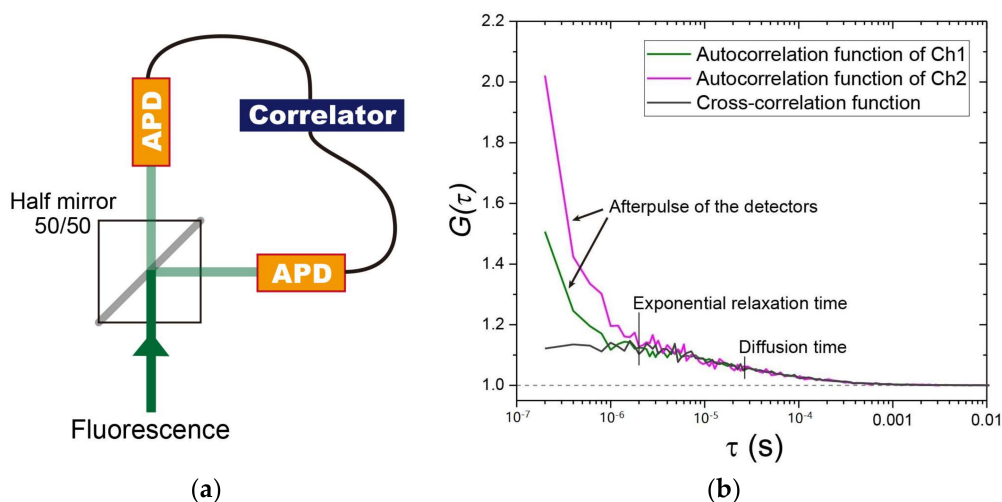 APD
Correlator
Half mirror
50/50
APD
Fluorescence
(a)
2.2
2.0
1.8
1.6
1.4
1.2
1.0
G(τ)
Autocorrelation function of Ch1
Autocorrelation function of Ch2
Cross-correlation function
Afterpulse of the detectors
Exponential relaxation time
Diffusion time
10⁻⁷
10⁻⁶
10⁻⁵
10⁻⁴
0.001
0.01
τ (s)
(b)